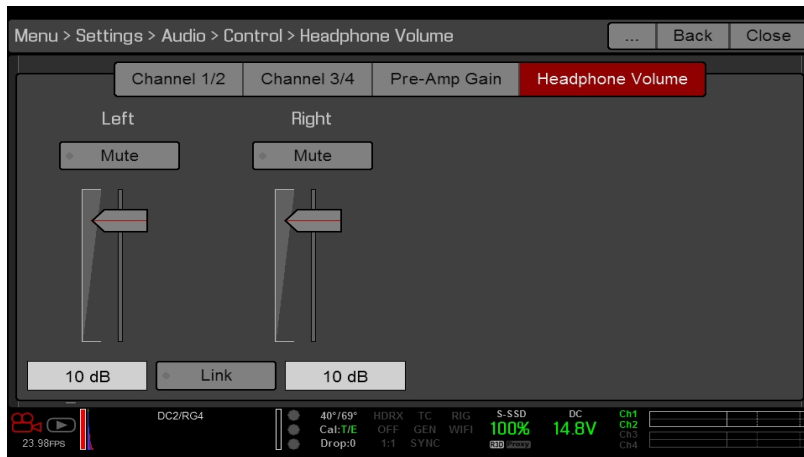 Menu > Settings > Audio > Control > Headphone Volume ... Back Close
Channel 1/2 Channel 3/4 Pre-Amp Gain Headphone Volume
Left Right
Mute Mute
10 dB Link 10 dB
DC2/RG4 40°/69° HDRX TC RIG S-SSD DC Ch1
Cal:T/E OFF GEN WIFI 100% 14.8V Ch2
23.98FPS Drop:0 1:1 SYNC R3D Proxy Ch3
Ch4